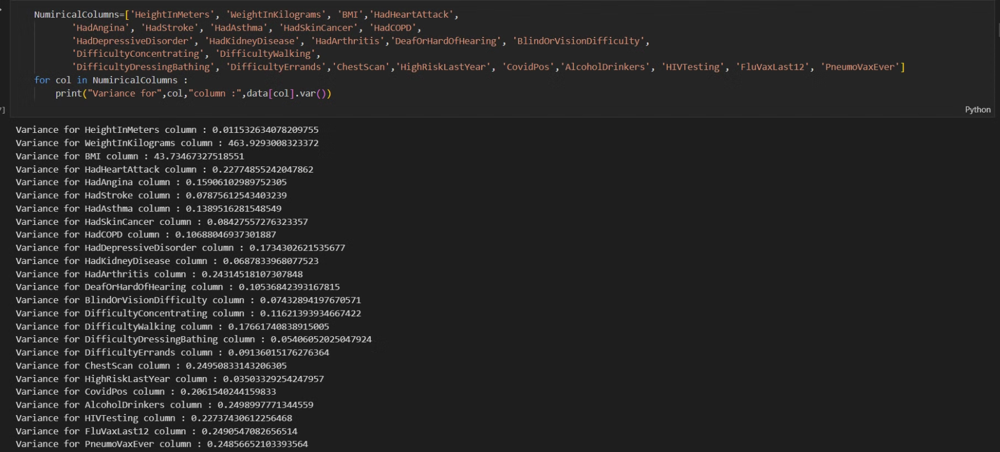 NumiricalColumns=['HeightInMeters', 'WeightInKilograms', 'BMI','HadHeartAttack',
'HadAngina', 'HadStroke', 'HadAsthma', 'HadSkinCancer', 'HadCOPD',
'HadDepressiveDisorder', 'HadKidneyDisease', 'HadArthritis','DeafOrHardOfHearing', 'BlindOrVisionDifficulty',
'DifficultyConcentrating', 'DifficultyWalking',
'DifficultyDressingBathing', 'DifficultyErrands','ChestScan','HighRiskLastYear', 'CovidPos','AlcoholDrinkers', 'HIVTesting', 'FluVaxLast12', 'PneumoVaxEver']
for col in NumiricalColumns :
print("Variance for",col,"column :",data[col].var())
7]
Python
Variance for HeightInMeters column : 0.011532634078209755
Variance for WeightInKilograms column : 463.9293008323372
Variance for BMI column : 43.73467327518551
Variance for HadHeartAttack column : 0.22774855242047862
Variance for HadAngina column : 0.15906102989752305
Variance for HadStroke column : 0.07875612543403239
Variance for HadAsthma column : 0.1389516281548549
Variance for HadSkinCancer column : 0.08427557276323357
Variance for HadCOPD column : 0.10688046937301887
Variance for HadDepressiveDisorder column : 0.1734302621535677
Variance for HadKidneyDisease column : 0.0687833968077523
Variance for HadArthritis column : 0.24314518107307848
Variance for DeafOrHardOfHearing column : 0.10536842393167815
Variance for BlindOrVisionDifficulty column : 0.07432894197670571
Variance for DifficultyConcentrating column : 0.11621393934667422
Variance for DifficultyWalking column : 0.17661740838915005
Variance for DifficultyDressingBathing column : 0.05406052025047924
Variance for DifficultyErrands column : 0.09136015176276364
Variance for ChestScan column : 0.24950833143206305
Variance for HighRiskLastYear column : 0.03503329254247957
Variance for CovidPos column : 0.2061540244159833
Variance for AlcoholDrinkers column : 0.2498997771344559
Variance for HIVTesting column : 0.22737430612256468
Variance for FluVaxLast12 column : 0.2490547082656514
Variance for PneumoVaxEver column : 0.24856652103393564